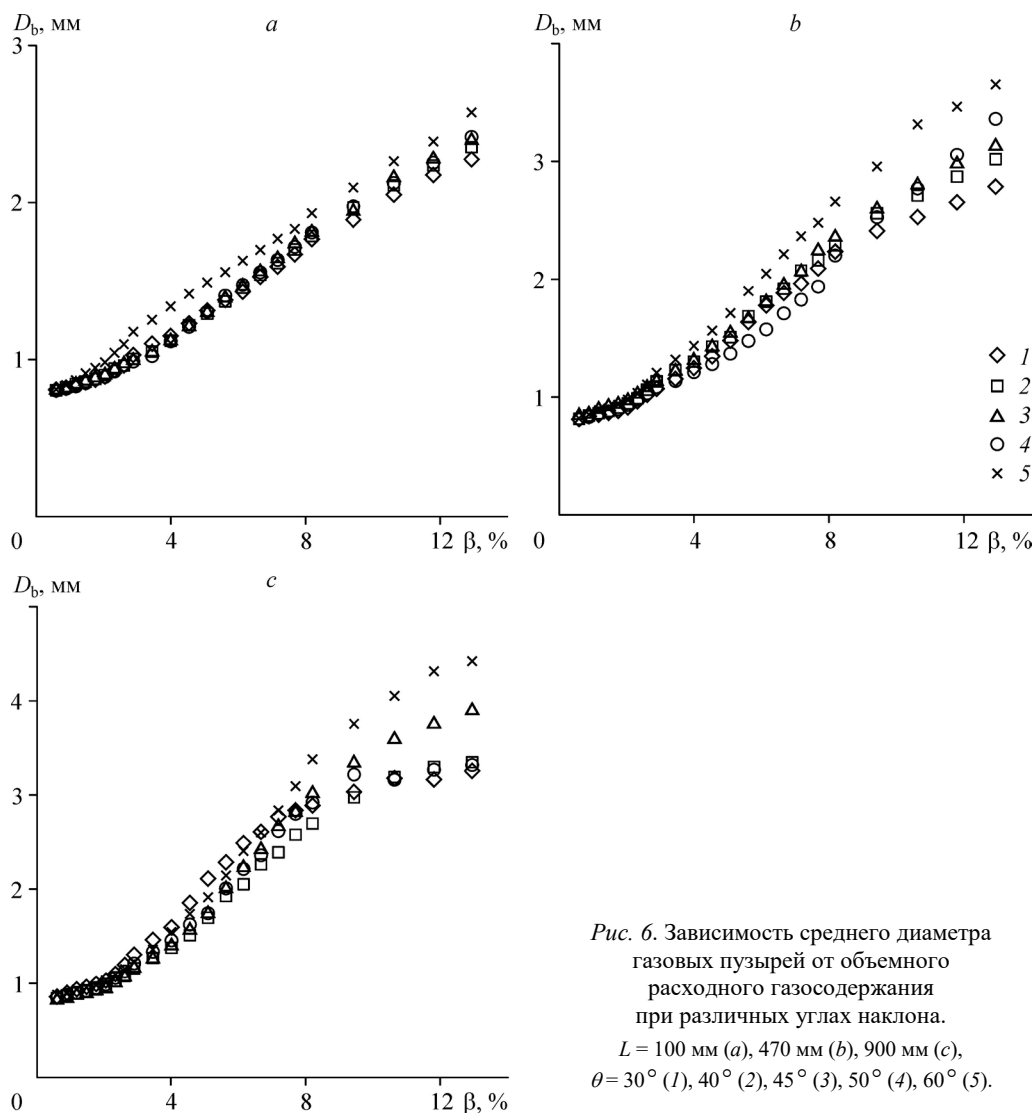 D_b, мм
a
3
2
1
0
4
8
12 β, %
D_b, мм
b
3
2
1
0
4
8
12 β, %
1
2
3
4
5
D_b, мм
c
4
3
2
1
0
4
8
12 β, %
Рис. 6. Зависимость среднего диаметра
газовых пузырей от объемного
расходного газосодержания
при различных углах наклона.
L = 100 мм (a), 470 мм (b), 900 мм (c),
θ = 30° (1), 40° (2), 45° (3), 50° (4), 60° (5).